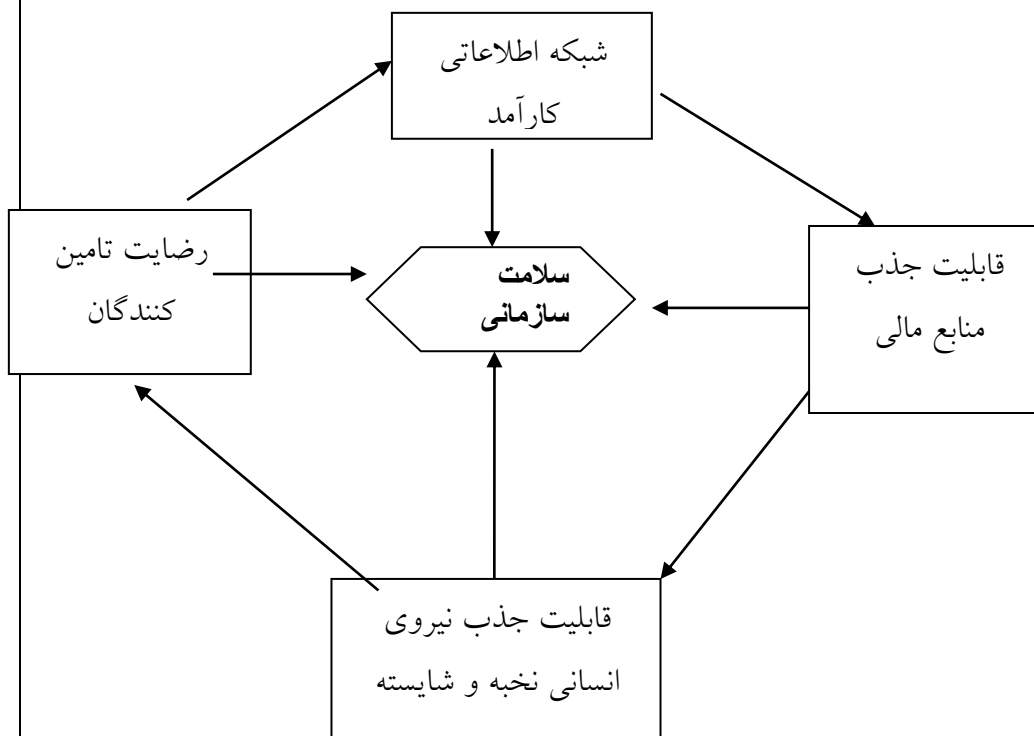 شبکه اطلاعاتی
کارآمد
رضایت تامین
کنندگان
سلامت
سازمانی
قابلیت جذب
منابع مالی
قابلیت جذب نیروی
انسانی نخبه و شایسته